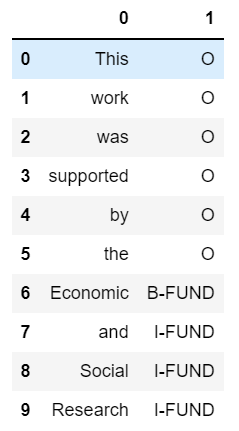 0 1
0 This O
1 work O
2 was O
3 supported O
4 by O
5 the O
6 Economic B-FUND
7 and I-FUND
8 Social I-FUND
9 Research I-FUND